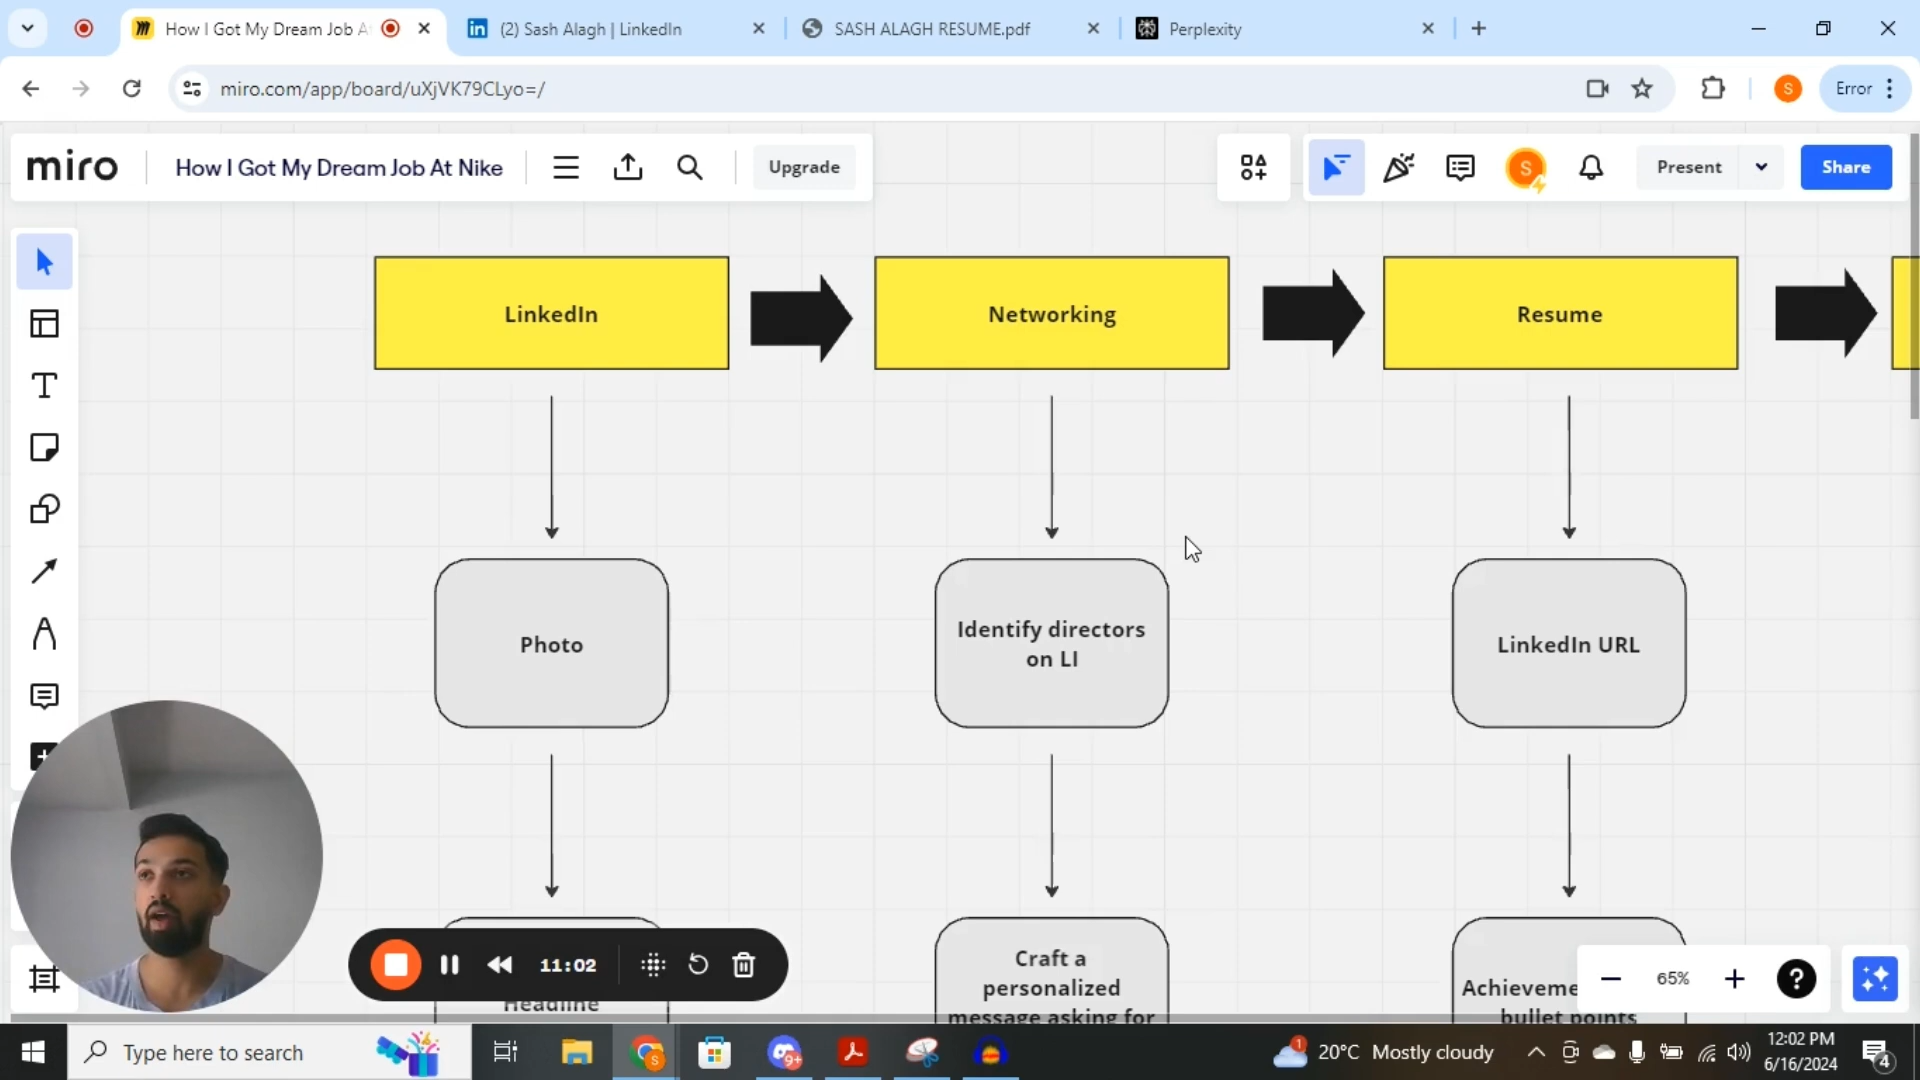 How I Got My Dream Job A
(2) Sash Alagh | LinkedIn
SASH ALAGH RESUME.pdf
Perplexity
miro.com/app/board/uXjVK79CLyo=/
S
Error
miro
How I Got My Dream Job At Nike
Upgrade
S
Present
Share
LinkedIn
Networking
Resume
Photo
Identify directors
on LI
LinkedIn URL
Headline
Craft a
personalized
message asking for
bullet points
11:02
65%
?
Type here to search
S
9+
1
20°C Mostly cloudy
12:02 PM
6/16/2024
4